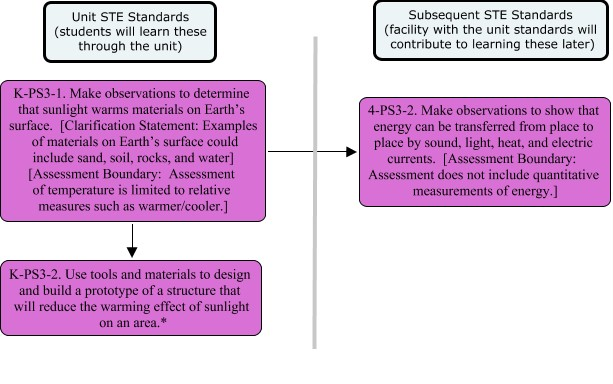 Unit STE Standards
(students will learn these
through the unit)
Subsequent STE Standards
(facility with the unit standards will
contribute to learning these later)
K-PS3-1. Make observations to determine
that sunlight warms materials on Earth's
surface. [Clarification Statement: Examples
of materials on Earth's surface could
include sand, soil, rocks, and water]
[Assessment Boundary: Assessment
of temperature is limited to relative
measures such as warmer/cooler.]
4-PS3-2. Make observations to show that
energy can be transferred from place to
place by sound, light, heat, and electric
currents. [Assessment Boundary:
Assessment does not include quantitative
measurements of energy.]
K-PS3-2. Use tools and materials to design
and build a prototype of a structure that
will reduce the warming effect of sunlight
on an area.*